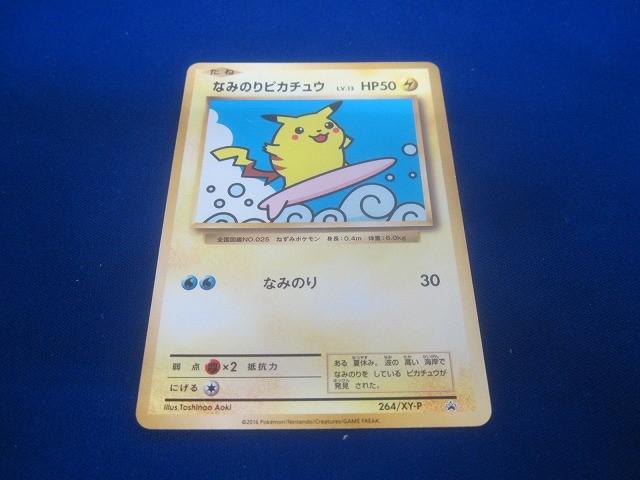 たね
なみのりピカチュウ LV.13 HP50
全国図鑑NO.025 ねずみポケモン 身長:0.4m 体重:6.0kg
なみのり 30
弱点 ×2 抵抗力
にげる
ある 夏休み。波の 高い 海岸で
なみのりを している ピカチュウが
発見 された。
Illus.Toshinao Aoki
264/XY-P
©2016 Pokémon/Nintendo/Creatures/GAME FREAK.